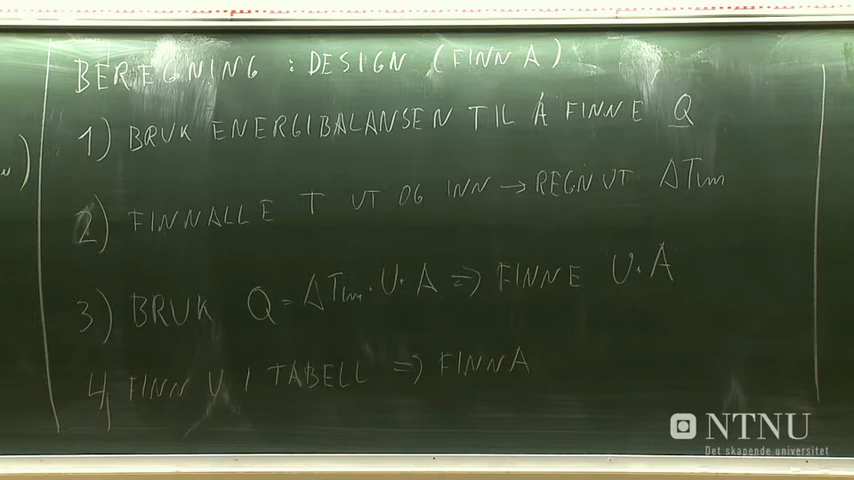 BEREGNING : DESIGN (FINN A)
1) BRUK ENERGIBALANSEN TIL Å FINNE Q
2) FINN ALLE T UT OG INN → REGN UT ΔTlm
3) BRUK Q = ΔTlm · U · A ⇒ FINNE U · A
4) FINN U I TABELL ⇒ FINN A
NTNU
Det skapende universitet